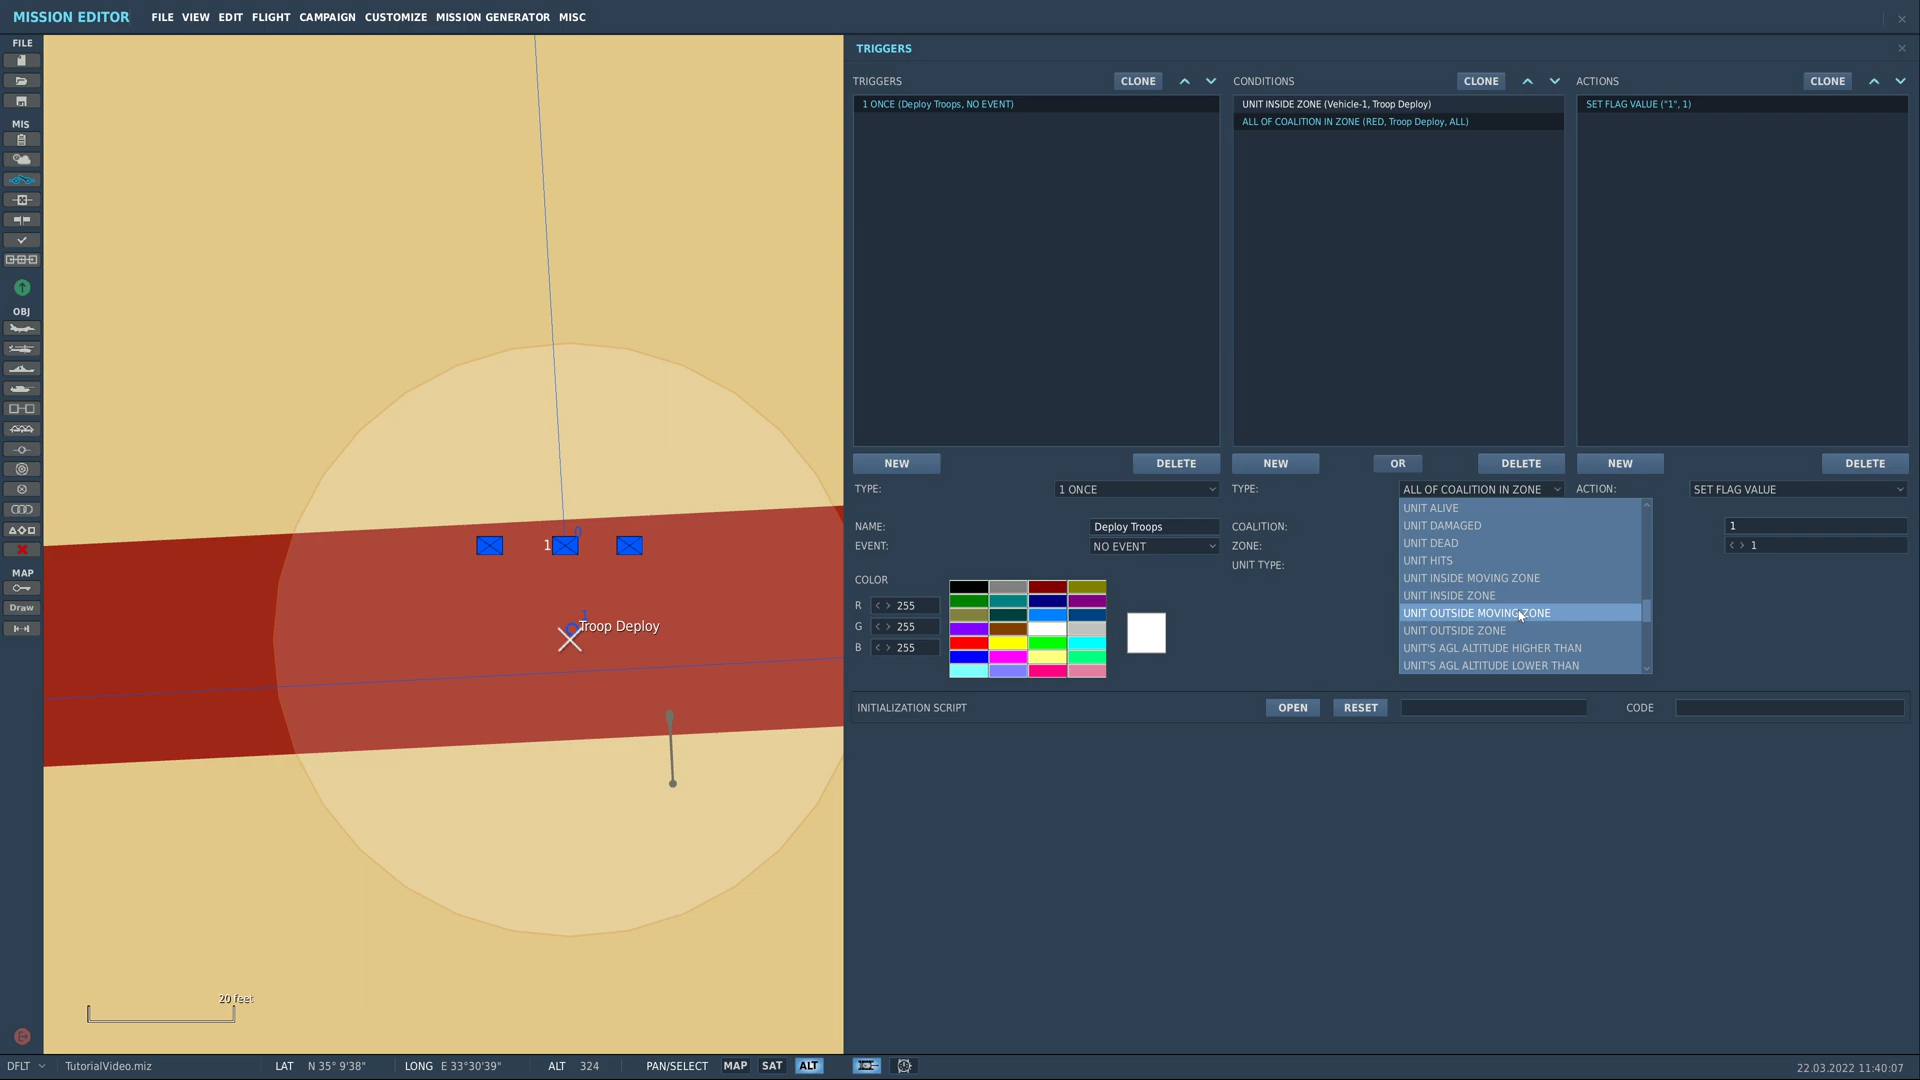 MISSION EDITOR
FILE VIEW EDIT FLIGHT CAMPAIGN CUSTOMIZE MISSION GENERATOR MISC
FILE
MIS
OBJ
MAP
Draw
TRIGGERS
TRIGGERS CLONE
1 ONCE (Deploy Troops, NO EVENT)
NEW DELETE
TYPE: 1 ONCE
NAME: Deploy Troops
EVENT: NO EVENT
COLOR
R 255
G 255
B 255
CONDITIONS CLONE
UNIT INSIDE ZONE (Vehicle-1, Troop Deploy)
ALL OF COALITION IN ZONE (RED, Troop Deploy, ALL)
NEW OR DELETE
TYPE: ALL OF COALITION IN ZONE
COALITION:
ZONE:
UNIT TYPE:
UNIT ALIVE
UNIT DAMAGED
UNIT DEAD
UNIT HITS
UNIT INSIDE MOVING ZONE
UNIT INSIDE ZONE
UNIT OUTSIDE MOVING ZONE
UNIT OUTSIDE ZONE
UNIT'S AGL ALTITUDE HIGHER THAN
UNIT'S AGL ALTITUDE LOWER THAN
ACTIONS CLONE
SET FLAG VALUE ("1", 1)
NEW DELETE
ACTION: SET FLAG VALUE
1
1
INITIALIZATION SCRIPT OPEN RESET CODE
1
0
1
Troop Deploy
20 feet
DFLT TutorialVideo.miz LAT N 35° 9'38" LONG E 33°30'39" ALT 324 PAN/SELECT MAP SAT ALT 22.03.2022 11:40:07